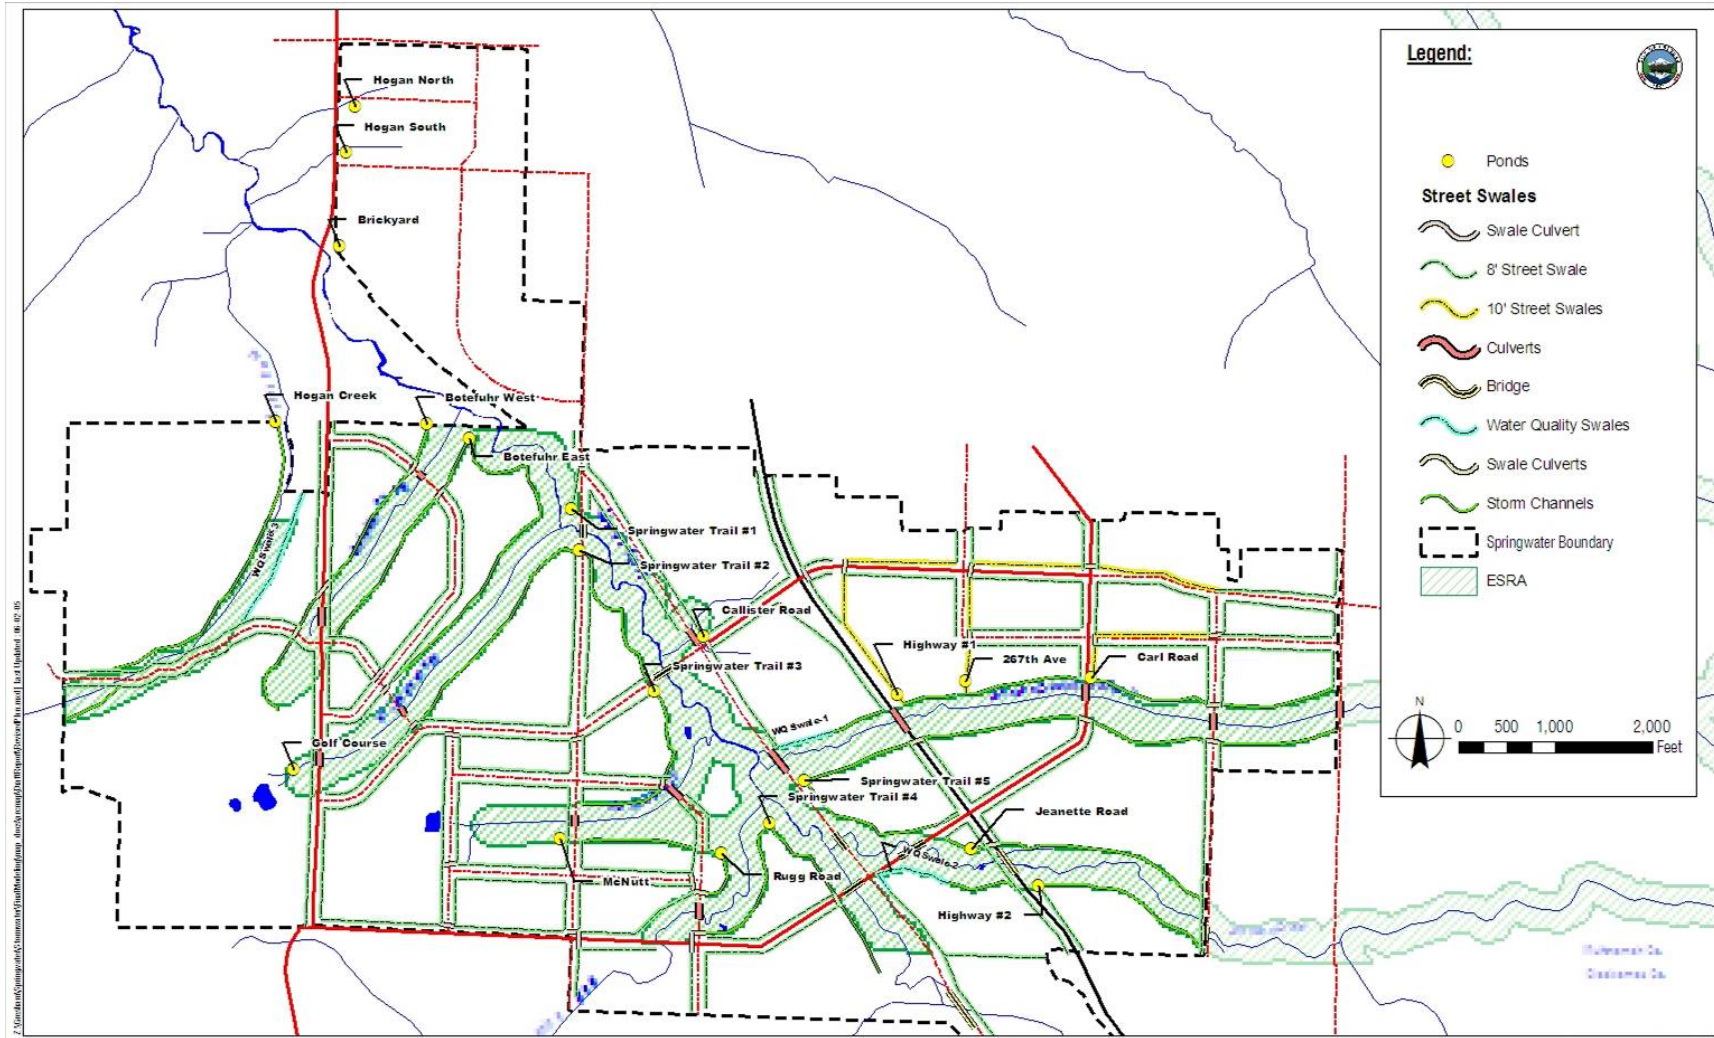 Legend:
Ponds
Street Swales
Swale Culvert
8' Street Swale
10' Street Swales
Culverts
Bridge
Water Quality Swales
Swale Culverts
Storm Channels
Springwater Boundary
ESRA
N
0 500 1,000 2,000
Feet
Hogan North
Hogan South
Brickyard
Hogan Creek
Botefuhr West
Botefuhr East
Springwater Trail #1
Springwater Trail #2
Callister Road
Springwater Trail #3
Highway #1
267th Ave
Carl Road
WQ Swale-3
WQ Swale-1
Golf Course
Springwater Trail #5
Springwater Trail #4
Jeanette Road
WQ Swale-2
McNutt
Rugg Road
Highway #2